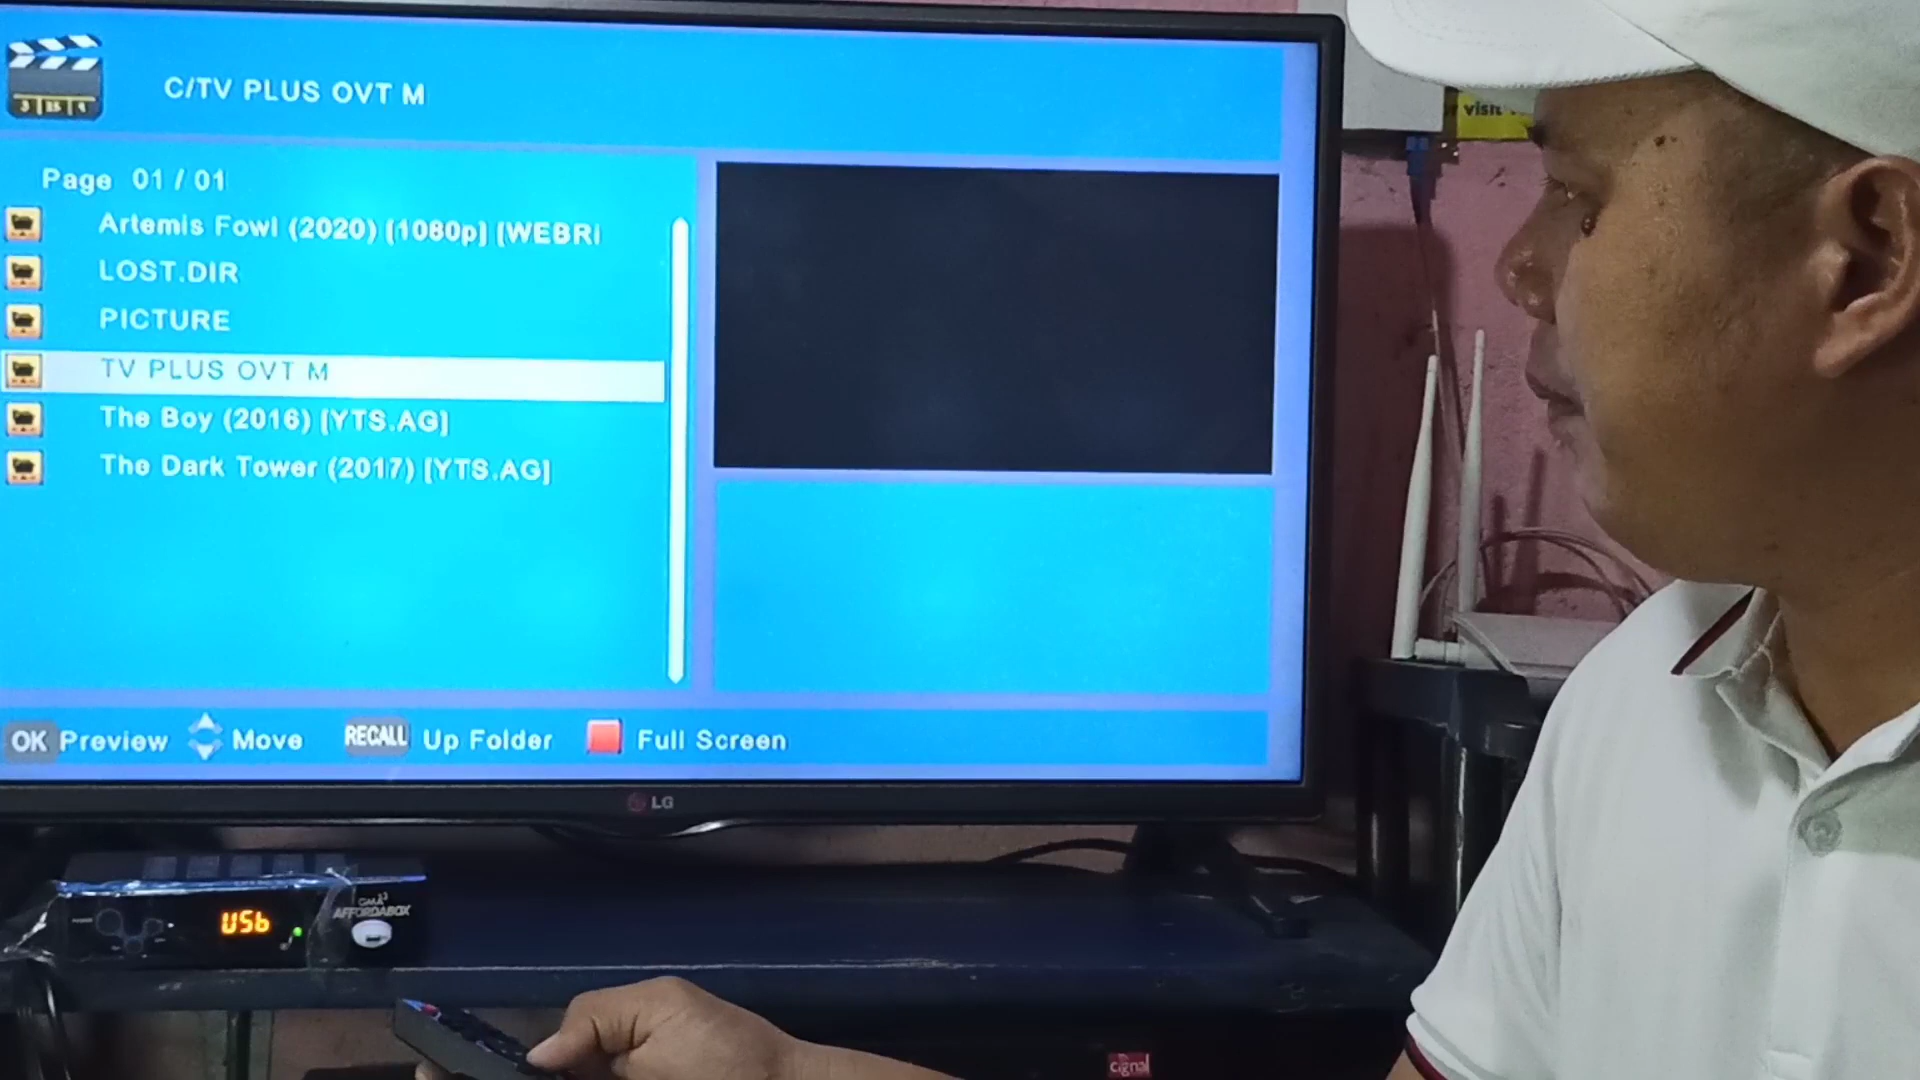 C/TV PLUS OVT M
Page 01 / 01
Artemis Fowl (2020) [1080p] [WEBRi
LOST.DIR
PICTURE
TV PLUS OVT M
The Boy (2016) [YTS.AG]
The Dark Tower (2017) [YTS.AG]
OK Preview Move RECALL Up Folder Full Screen
LG
USb
GMA
AFFORDABOX
cignal
visit